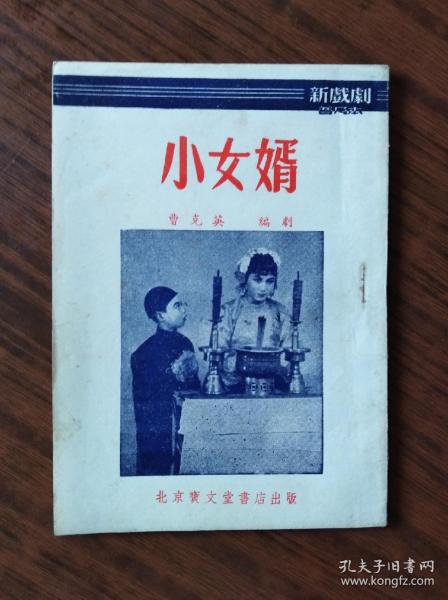 新戲劇
小女婿
曹克英 編劇
北京寳文堂書店出版
孔夫子旧书网
www.kongfz.com